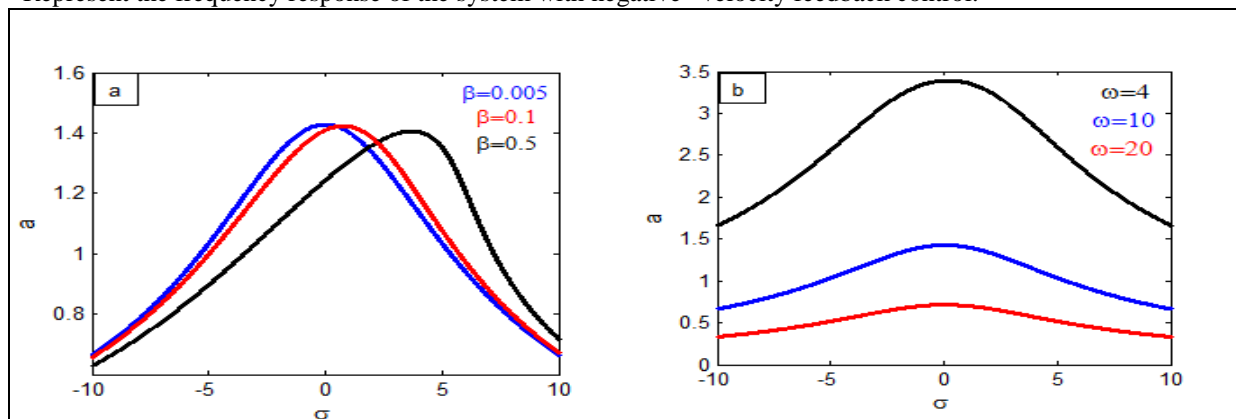 Represent the frequency response of the system with negative velocity feedback control.
a
β=0.005
β=0.1
β=0.5
1.6
1.4
1.2
1
0.8
a
-10
-5
0
5
10
σ
b
ω=4
ω=10
ω=20
3.5
3
2.5
2
1.5
1
0.5
0
a
-10
-5
0
5
10
σ